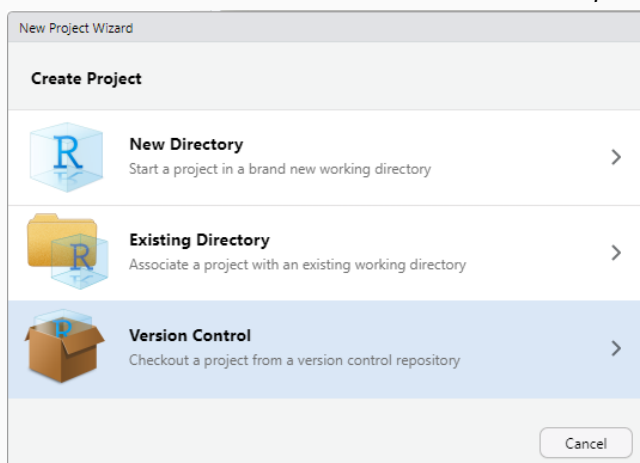 New Project Wizard
Create Project
R
New Directory
Start a project in a brand new working directory
R
Existing Directory
Associate a project with an existing working directory
Version Control
Checkout a project from a version control repository
Cancel